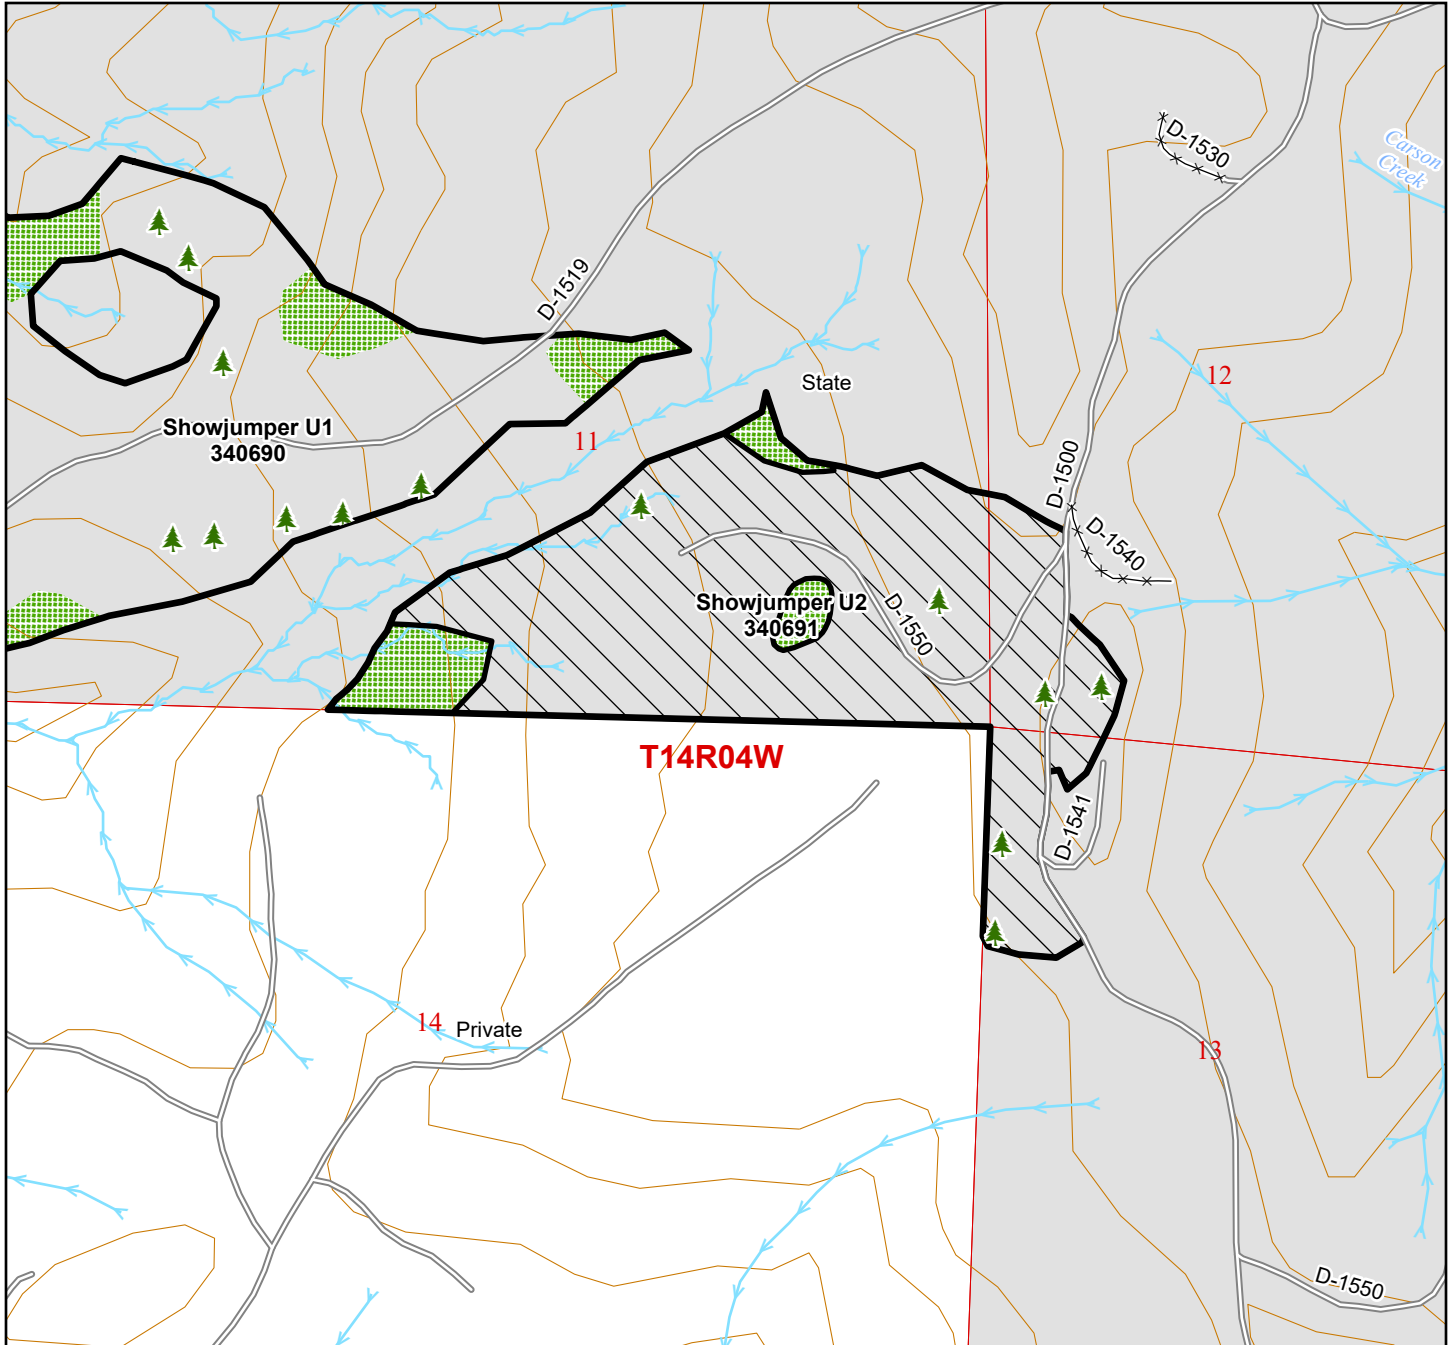 D-1530
Carson
Creek
D-1519
State
12
Showjumper U1
340690
11
D-1500
D-1540
Showjumper U2
340691
D-1550
T14R04W
D-1541
14
Private
13
D-1550